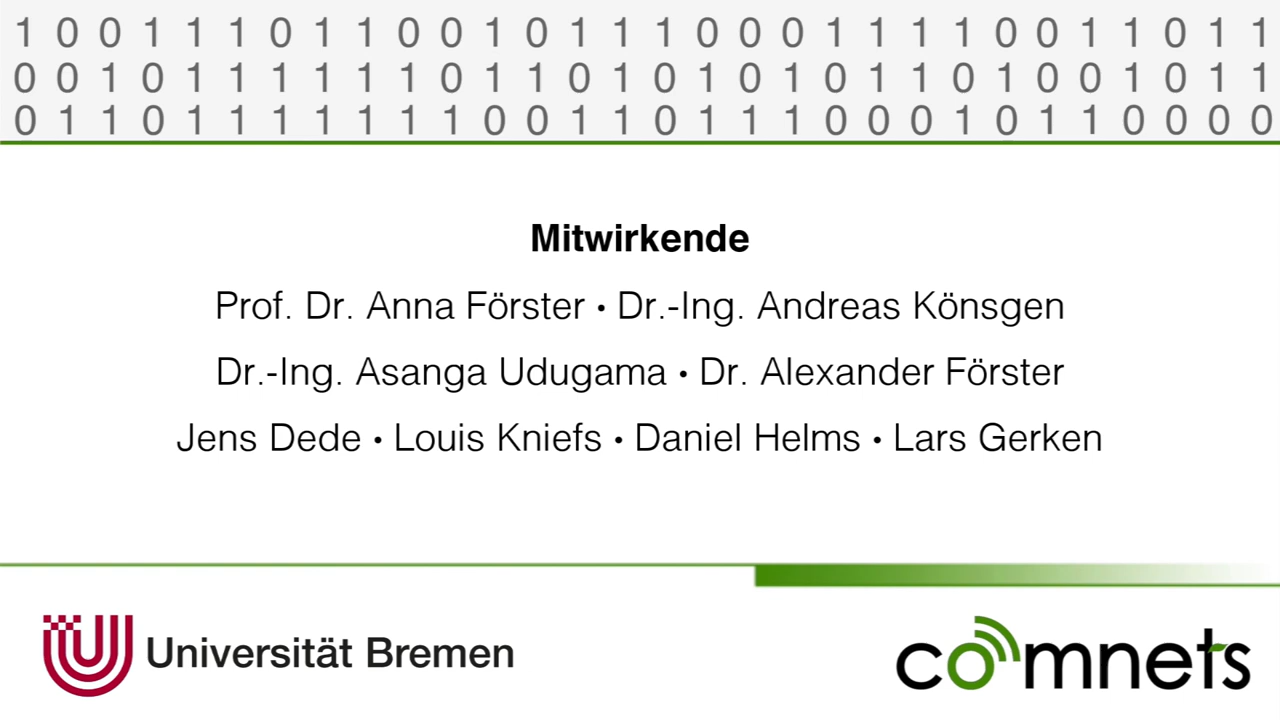 1 0 0 1 1 1 0 1 1 0 0 1 0 1 1 1 0 0 0 1 1 1 1 0 0 1 1 0 1 1
0 0 1 0 1 1 1 1 1 1 0 1 1 0 1 0 1 0 1 0 1 1 0 1 0 0 1 0 1 1
0 1 1 0 1 1 1 1 1 1 1 0 0 1 1 0 1 1 1 0 0 0 1 0 1 1 0 0 0 0
Mitwirkende
Prof. Dr. Anna Förster • Dr.-Ing. Andreas Könsgen
Dr.-Ing. Asanga Udugama • Dr. Alexander Förster
Jens Dede • Louis Kniefs • Daniel Helms • Lars Gerken
Universität Bremen
comnets